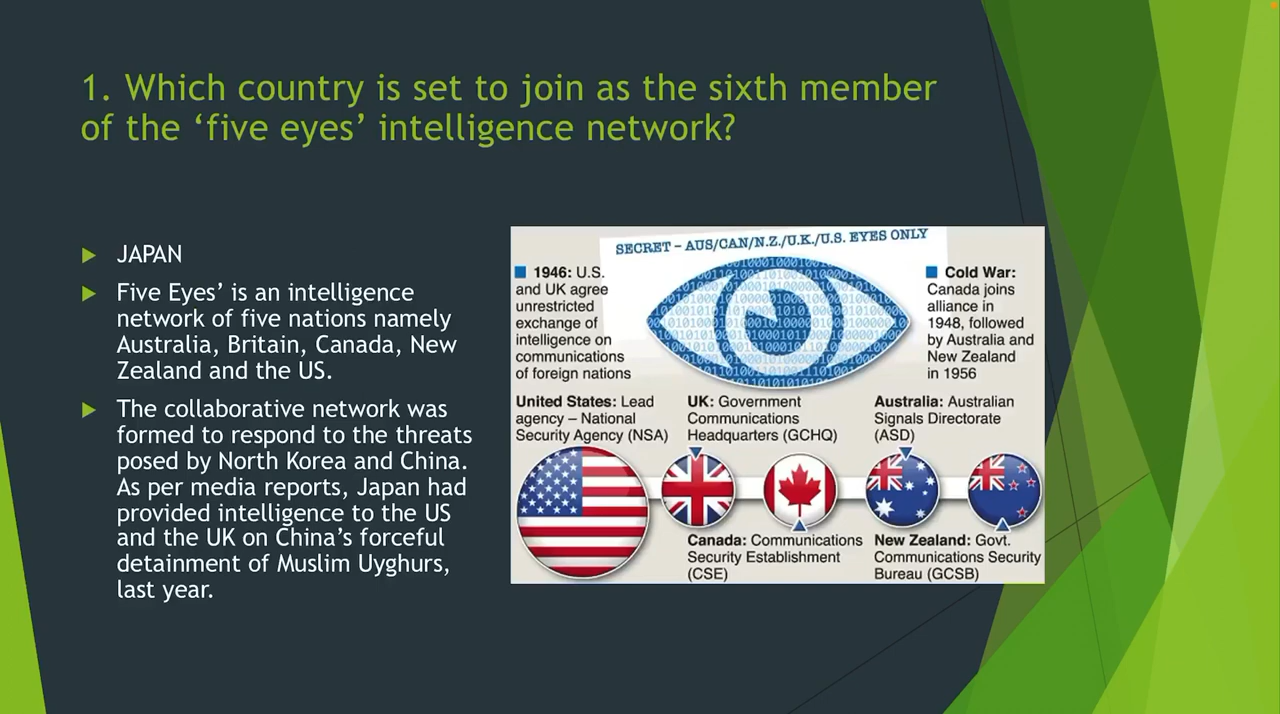 1. Which country is set to join as the sixth member
of the ‘five eyes’ intelligence network?
JAPAN
Five Eyes’ is an intelligence
network of five nations namely
Australia, Britain, Canada, New
Zealand and the US.
The collaborative network was
formed to respond to the threats
posed by North Korea and China.
As per media reports, Japan had
provided intelligence to the US
and the UK on China’s forceful
detainment of Muslim Uyghurs,
last year.
SECRET – AUS/CAN/N.Z./U.K./U.S. EYES ONLY
1946: U.S.
and UK agree
unrestricted
exchange of
intelligence on
communications
of foreign nations
Cold War:
Canada joins
alliance in
1948, followed
by Australia and
New Zealand
in 1956
United States: Lead
agency – National
Security Agency (NSA)
UK: Government
Communications
Headquarters (GCHQ)
Australia: Australian
Signals Directorate
(ASD)
Canada: Communications
Security Establishment
(CSE)
New Zealand: Govt.
Communications Security
Bureau (GCSB)